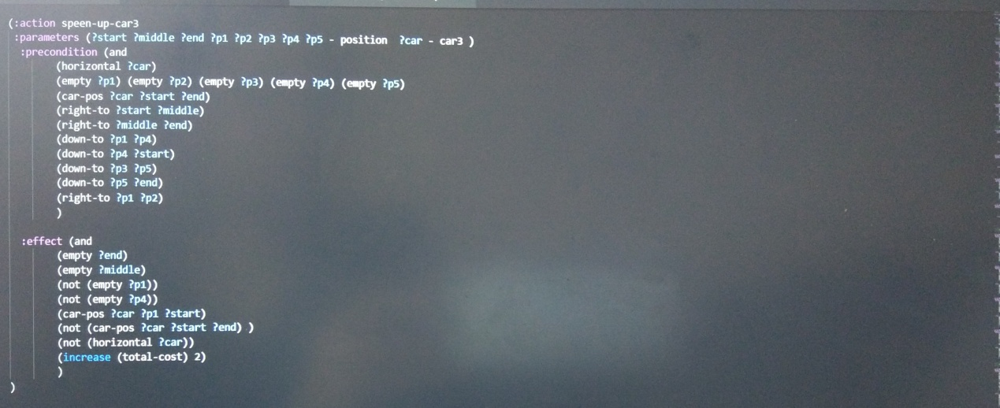 (:action speen-up-car3
:parameters (?start ?middle ?end ?p1 ?p2 ?p3 ?p4 ?p5 - position ?car - car3 )
:precondition (and
(horizontal ?car)
(empty ?p1) (empty ?p2) (empty ?p3) (empty ?p4) (empty ?p5)
(car-pos ?car ?start ?end)
(right-to ?start ?middle)
(right-to ?middle ?end)
(down-to ?p1 ?p4)
(down-to ?p4 ?start)
(down-to ?p3 ?p5)
(down-to ?p5 ?end)
(right-to ?p1 ?p2)
)
:effect (and
(empty ?end)
(empty ?middle)
(not (empty ?p1))
(not (empty ?p4))
(car-pos ?car ?p1 ?start)
(not (car-pos ?car ?start ?end) )
(not (horizontal ?car))
(increase (total-cost) 2)
)
)